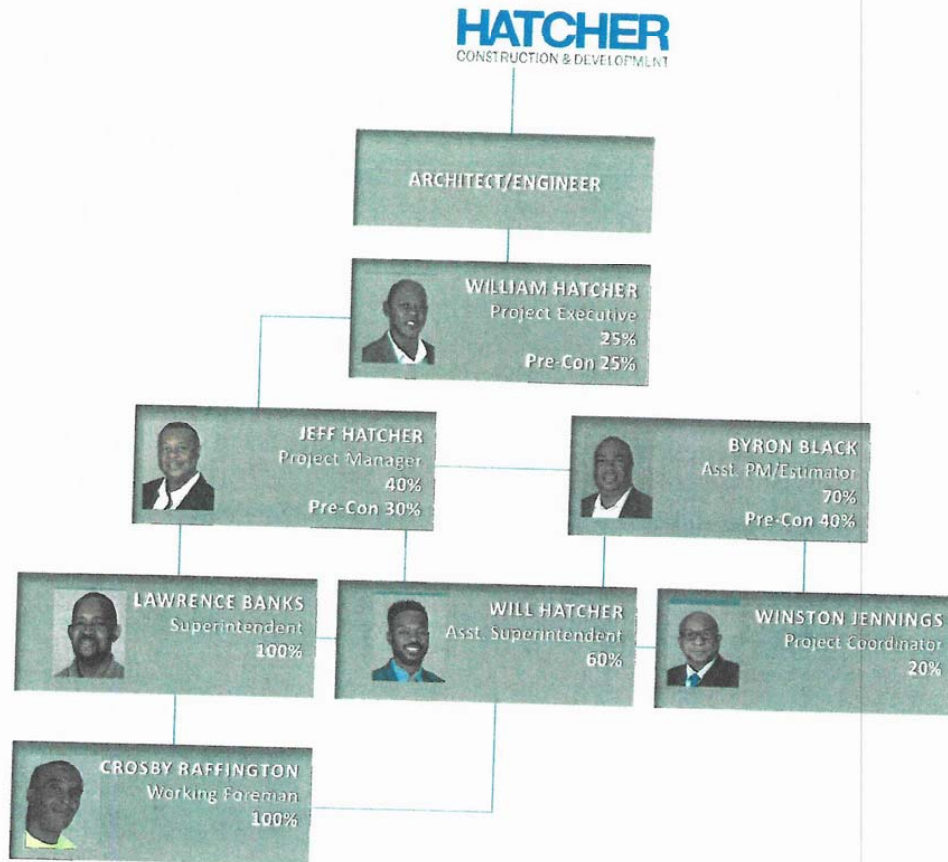 HATCHER
CONSTRUCTION & DEVELOPMENT
ARCHITECT/ENGINEER
WILLIAM HATCHER
Project Executive
25%
Pre-Con 25%
JEFF HATCHER
Project Manager
40%
Pre-Con 30%
BYRON BLACK
Asst. PM/Estimator
70%
Pre-Con 40%
LAWRENCE BANKS
Superintendent
100%
WILL HATCHER
Asst. Superintendent
60%
WINSTON JENNINGS
Project Coordinator
20%
CROSBY RAFFINGTON
Working Foreman
100%